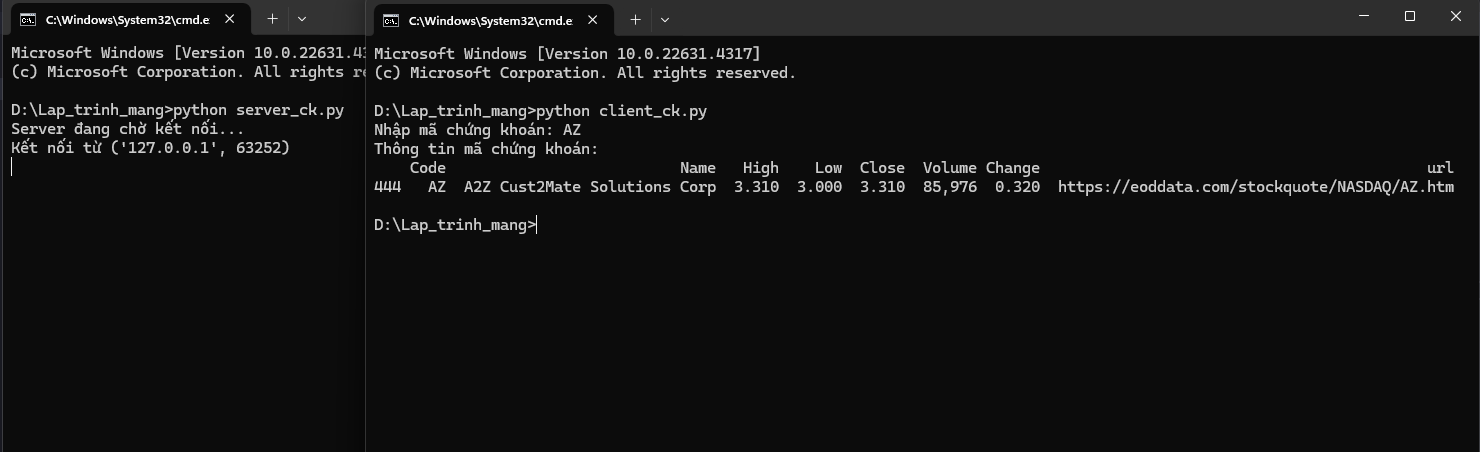 C:\Windows\System32\cmd.e
Microsoft Windows [Version 10.0.22631.43
(c) Microsoft Corporation. All rights re
D:\Lap_trinh_mang>python server_ck.py
Server đang chờ kết nối...
Kết nối từ ('127.0.0.1', 63252)
C:\Windows\System32\cmd.e
Microsoft Windows [Version 10.0.22631.4317]
(c) Microsoft Corporation. All rights reserved.
D:\Lap_trinh_mang>python client_ck.py
Nhập mã chứng khoán: AZ
Thông tin mã chứng khoán:
Code Name High Low Close Volume Change url
444 AZ A2Z Cust2Mate Solutions Corp 3.310 3.000 3.310 85,976 0.320 https://eoddata.com/stockquote/NASDAQ/AZ.htm
D:\Lap_trinh_mang>